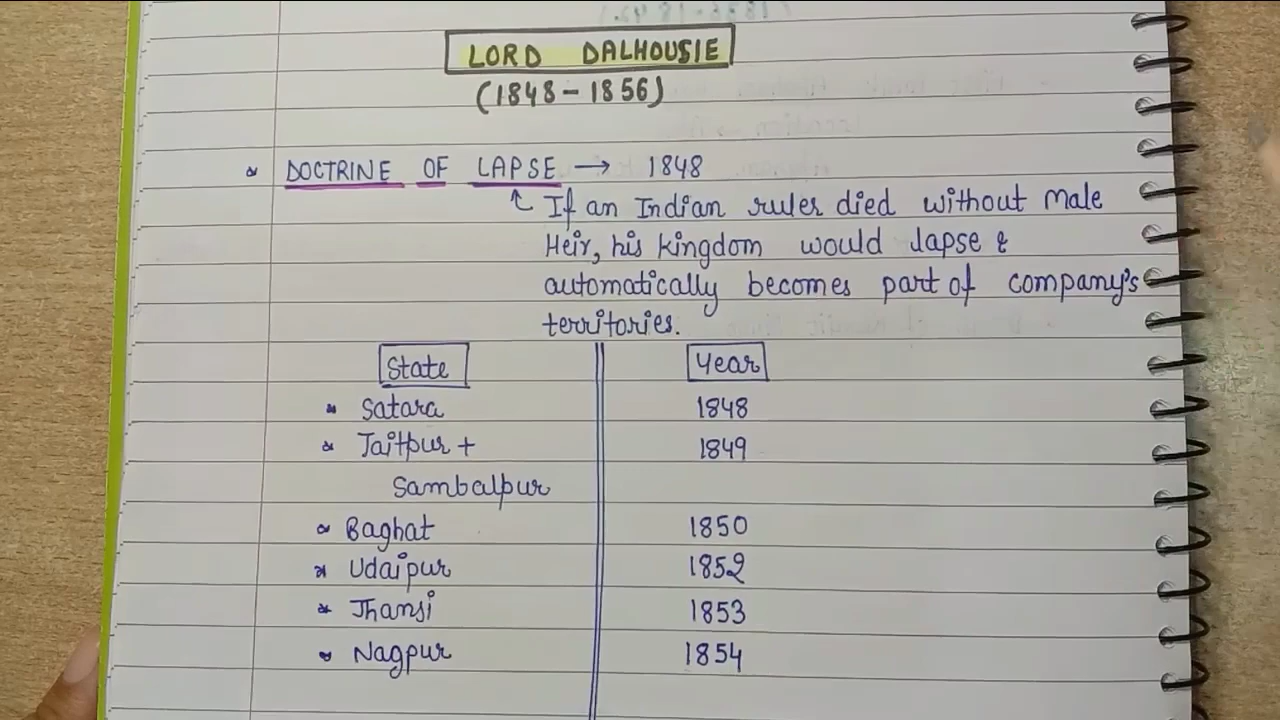 LORD DALHOUSIE
(1848-1856)
DOCTRINE OF LAPSE → 1848
If an Indian ruler died without male
Heir, his kingdom would lapse &
automatically becomes part of company's
territories.
State Year
Satara 1848
Jaitpur + 1849
Sambalpur
Baghat 1850
Udaipur 1852
Jhansi 1853
Nagpur 1854